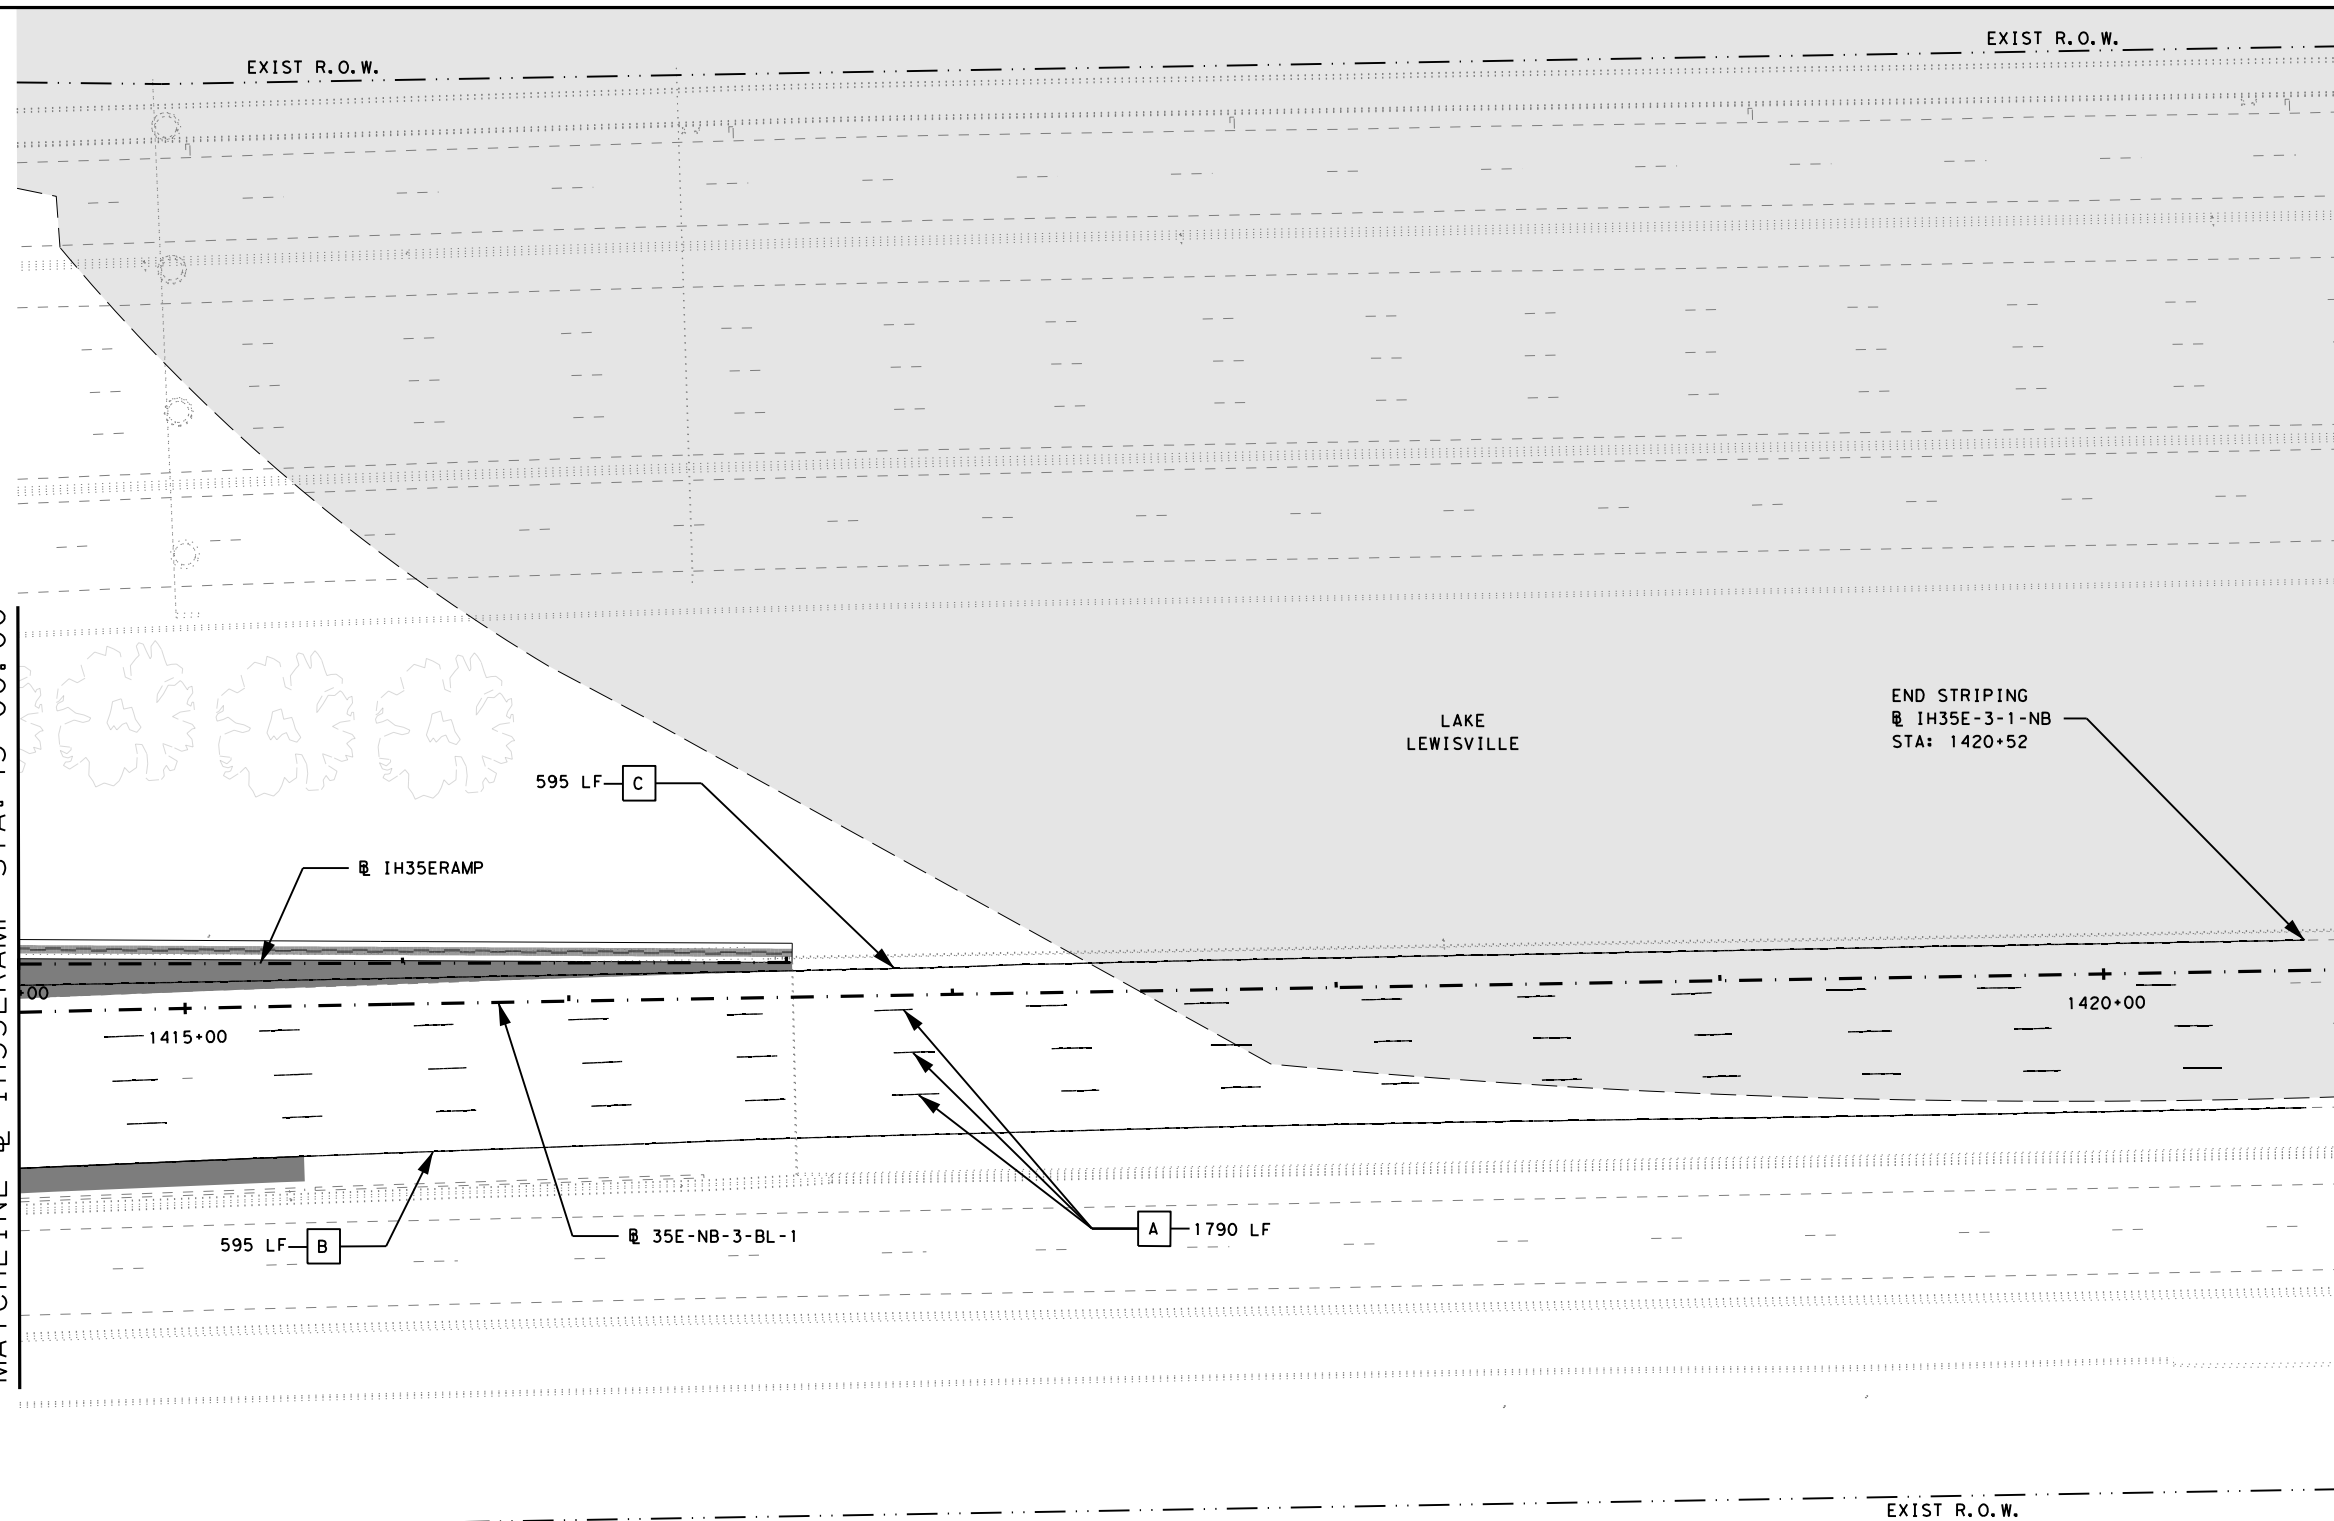 EXIST R.O.W.
EXIST R.O.W.
END STRIPING
℄ IH35E-3-1-NB
STA: 1420+52
LAKE
LEWISVILLE
595 LF
C
IH35ERAMP
+00
1415+00
1420+00
595 LF
B
35E-NB-3-BL-1
A
1790 LF
EXIST R.O.W.